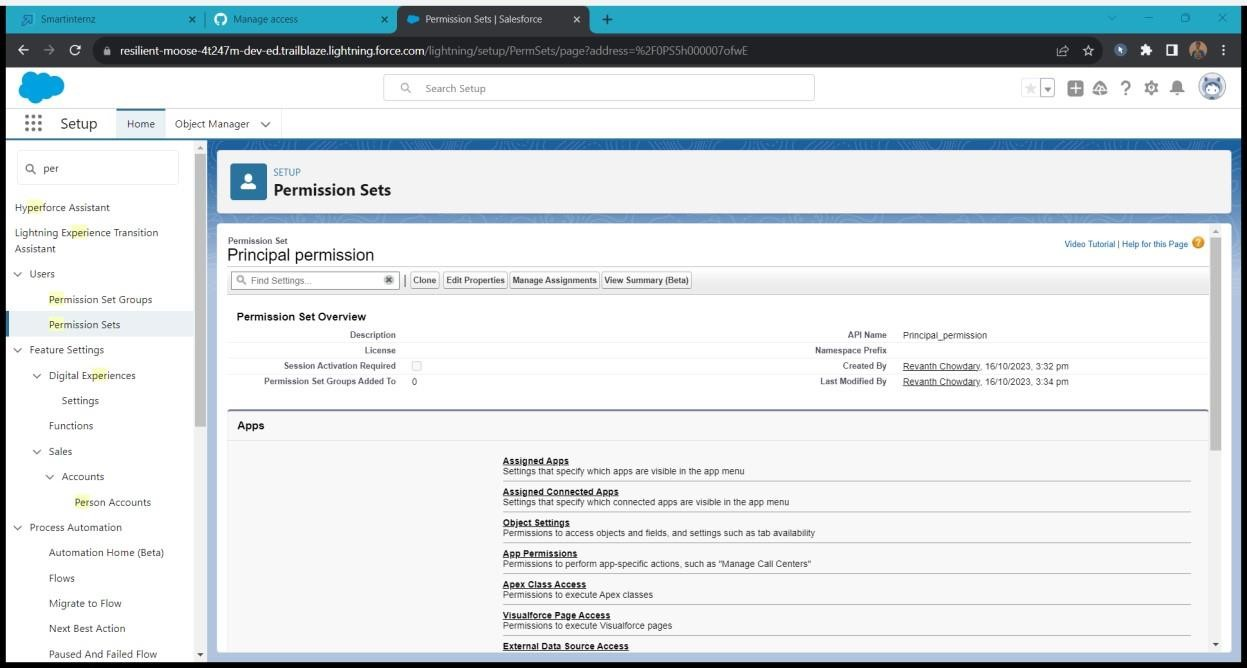 Smartinternz
Manage access
Permission Sets | Salesforce
resilient-moose-4t247m-dev-ed.trailblaze.lightning.force.com/lightning/setup/PermSets/page?address=%2F0PS5h000007ofwE
Search Setup
Setup
Home
Object Manager
per
Hyperforce Assistant
Lightning Experience Transition
Assistant
Users
Permission Set Groups
Permission Sets
Feature Settings
Digital Experiences
Settings
Functions
Sales
Accounts
Person Accounts
Process Automation
Automation Home (Beta)
Flows
Migrate to Flow
Next Best Action
Paused And Failed Flow
SETUP
Permission Sets
Permission Set
Principal permission
Video Tutorial | Help for this Page
Find Settings...
| Clone Edit Properties Manage Assignments View Summary (Beta)
Permission Set Overview
Description
API Name Principal_permission
License
Namespace Prefix
Session Activation Required
Created By Revanth Chowdary, 16/10/2023, 3:32 pm
Permission Set Groups Added To 0
Last Modified By Revanth Chowdary, 16/10/2023, 3:34 pm
Apps
Assigned Apps
Settings that specify which apps are visible in the app menu
Assigned Connected Apps
Settings that specify which connected apps are visible in the app menu
Object Settings
Permissions to access objects and fields, and settings such as tab availability
App Permissions
Permissions to perform app-specific actions, such as "Manage Call Centers"
Apex Class Access
Permissions to execute Apex classes
Visualforce Page Access
Permissions to execute Visualforce pages
External Data Source Access